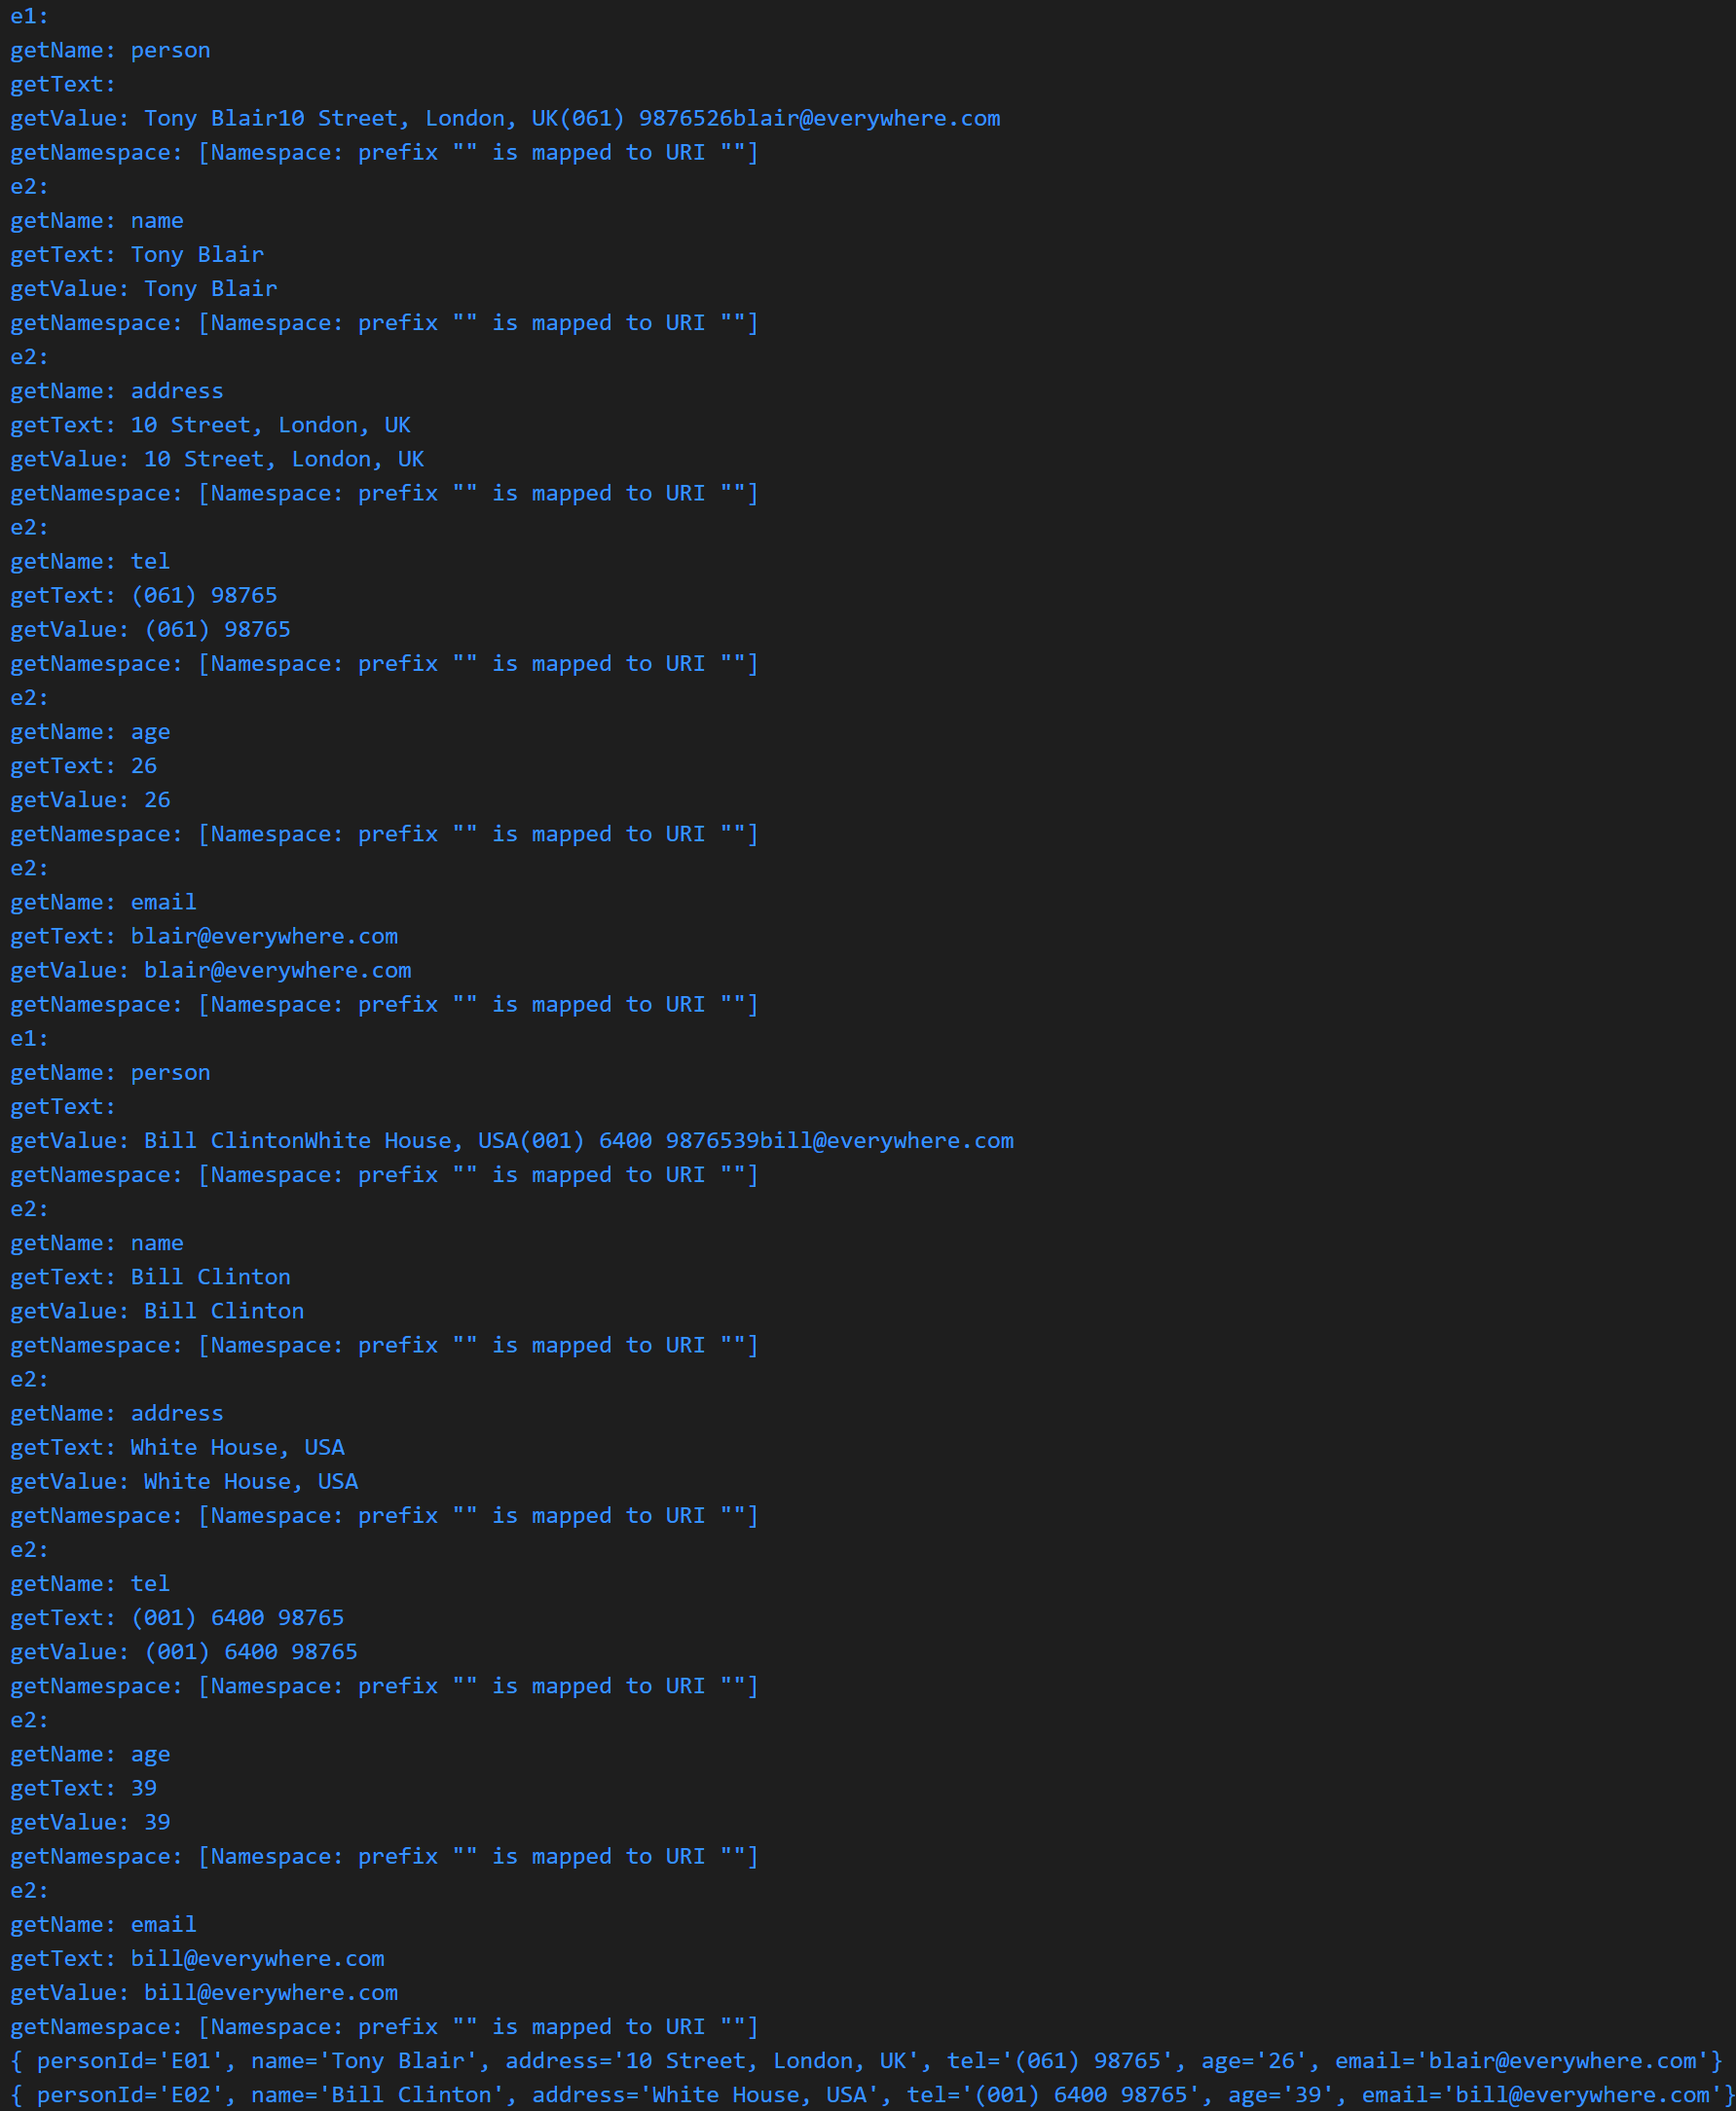 e1:
getName: person
getText:
getValue: Tony Blair10 Street, London, UK(061) 9876526blair@everywhere.com
getNamespace: [Namespace: prefix "" is mapped to URI ""]
e2:
getName: name
getText: Tony Blair
getValue: Tony Blair
getNamespace: [Namespace: prefix "" is mapped to URI ""]
e2:
getName: address
getText: 10 Street, London, UK
getValue: 10 Street, London, UK
getNamespace: [Namespace: prefix "" is mapped to URI ""]
e2:
getName: tel
getText: (061) 98765
getValue: (061) 98765
getNamespace: [Namespace: prefix "" is mapped to URI ""]
e2:
getName: age
getText: 26
getValue: 26
getNamespace: [Namespace: prefix "" is mapped to URI ""]
e2:
getName: email
getText: blair@everywhere.com
getValue: blair@everywhere.com
getNamespace: [Namespace: prefix "" is mapped to URI ""]
e1:
getName: person
getText:
getValue: Bill ClintonWhite House, USA(001) 6400 9876539bill@everywhere.com
getNamespace: [Namespace: prefix "" is mapped to URI ""]
e2:
getName: name
getText: Bill Clinton
getValue: Bill Clinton
getNamespace: [Namespace: prefix "" is mapped to URI ""]
e2:
getName: address
getText: White House, USA
getValue: White House, USA
getNamespace: [Namespace: prefix "" is mapped to URI ""]
e2:
getName: tel
getText: (001) 6400 98765
getValue: (001) 6400 98765
getNamespace: [Namespace: prefix "" is mapped to URI ""]
e2:
getName: age
getText: 39
getValue: 39
getNamespace: [Namespace: prefix "" is mapped to URI ""]
e2:
getName: email
getText: bill@everywhere.com
getValue: bill@everywhere.com
getNamespace: [Namespace: prefix "" is mapped to URI ""]
{ personId='E01', name='Tony Blair', address='10 Street, London, UK', tel='(061) 98765', age='26', email='blair@everywhere.com'}
{ personId='E02', name='Bill Clinton', address='White House, USA', tel='(001) 6400 98765', age='39', email='bill@everywhere.com'}